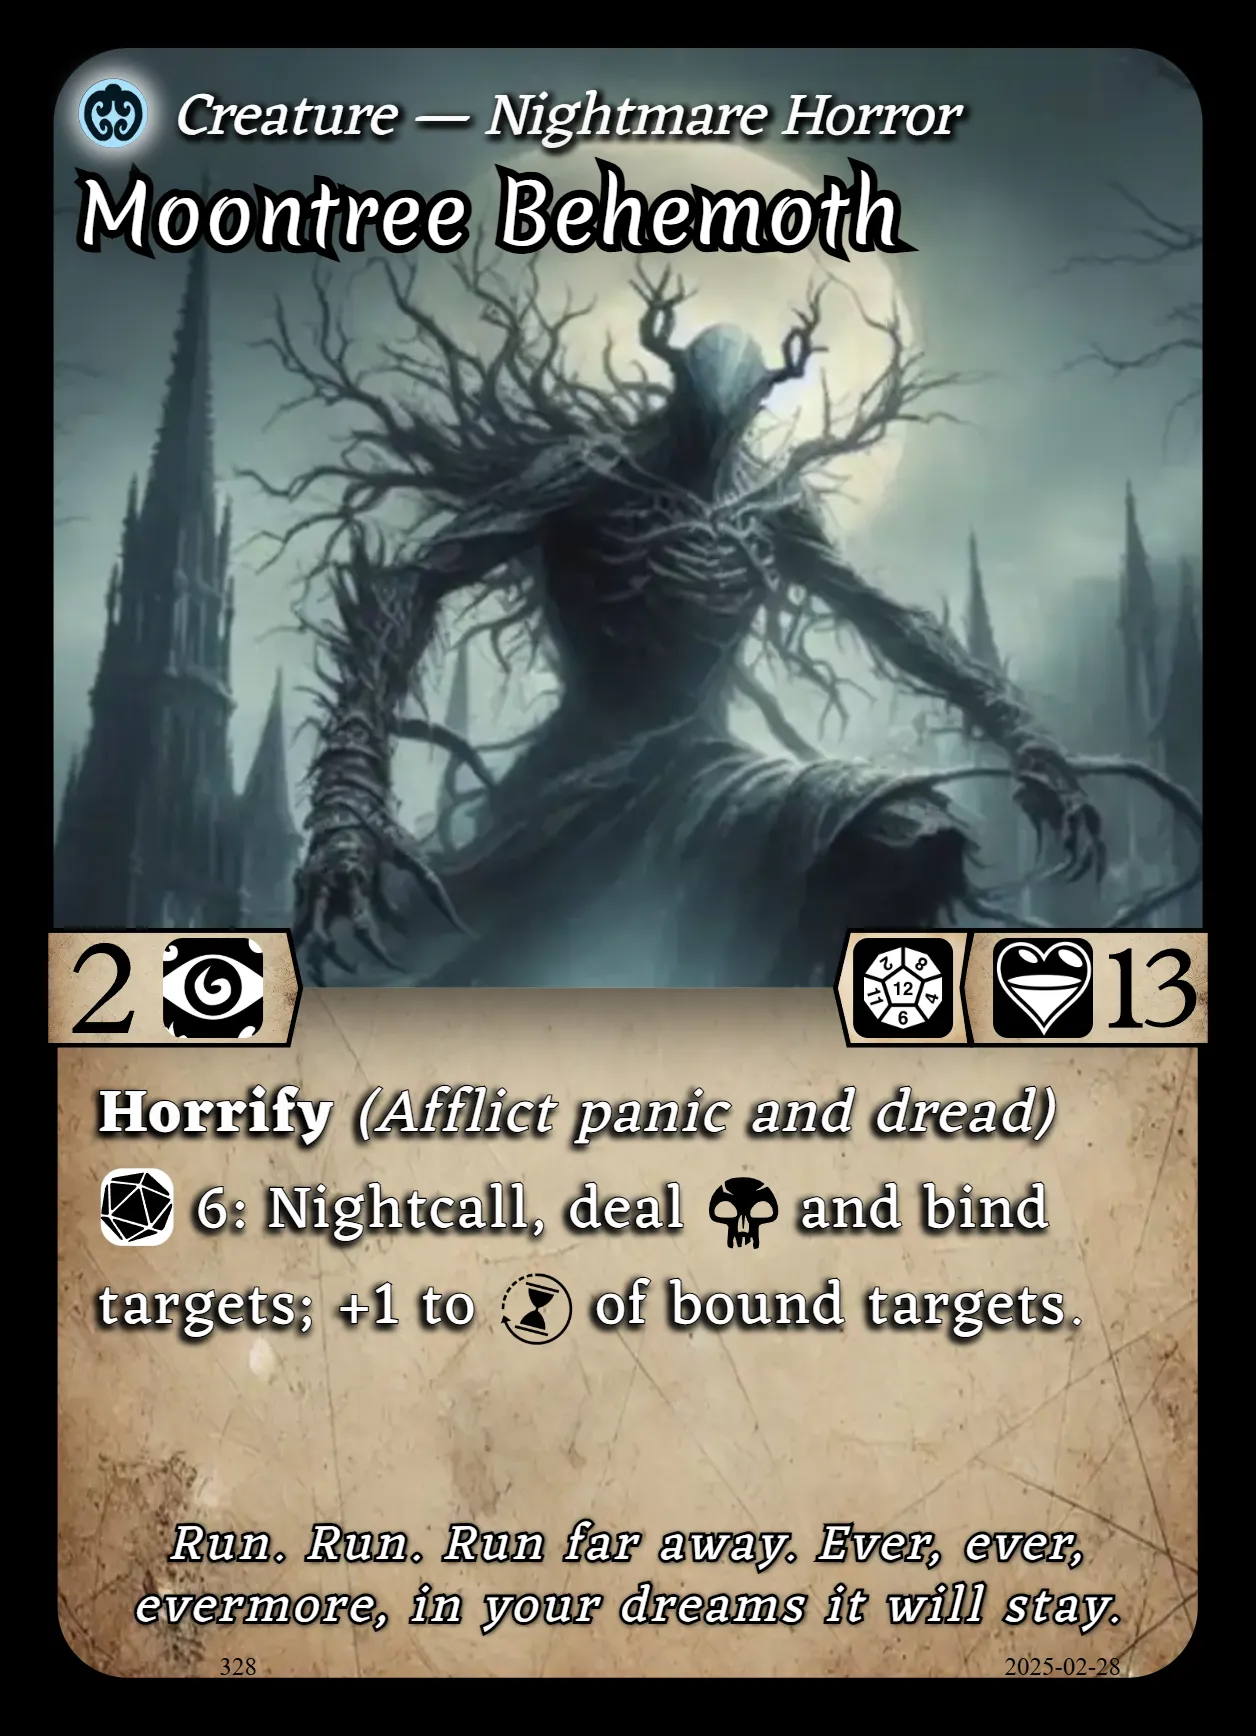 Creature — Nightmare Horror
Moontree Behemoth
2
2 8 11 12 4 6
13
Horrify (Afflict panic and dread)
6: Nightcall, deal and bind
targets; +1 to of bound targets.
Run. Run. Run far away. Ever, ever,
evermore, in your dreams it will stay.
328 2025-02-28